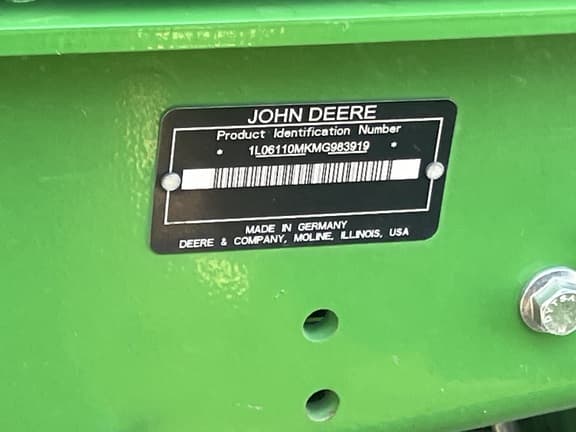 JOHN DEERE
Product Identification Number
* 1L06110MKMG983919 *
MADE IN GERMANY
DEERE & COMPANY, MOLINE, ILLINOIS, USA